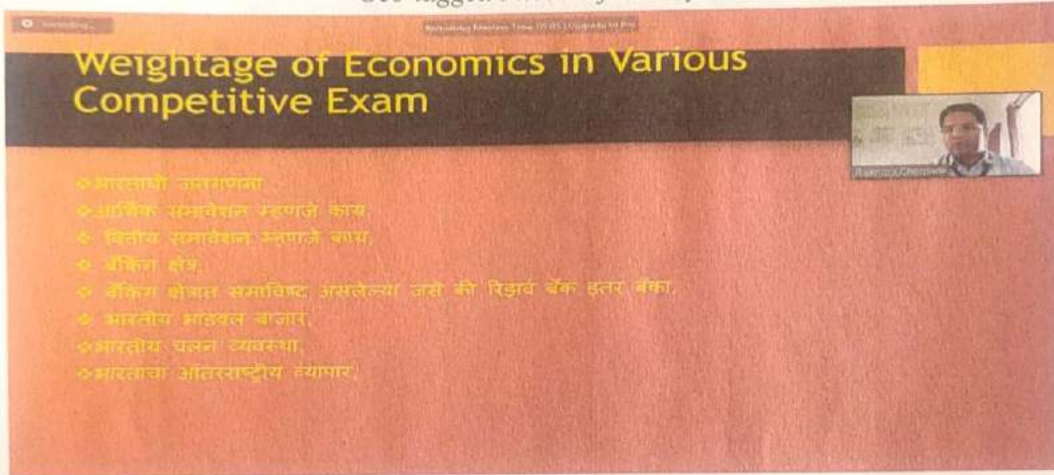 Weightage of Economics in Various
Competitive Exam
❖भारताची जनगणना
❖आर्थिक समावेशन म्हणजे काय,
❖ वित्तीय समावेशन म्हणजे काय,
❖ बँकिंग क्षेत्र,
❖ बँकिंग क्षेत्रात समाविष्ट असलेल्या जसे की रिझर्व बँक इतर बँका,
❖ भारतीय भांडवल बाजार,
❖भारतीय चलन व्यवस्था,
❖भारताचा आंतरराष्ट्रीय व्यापार,